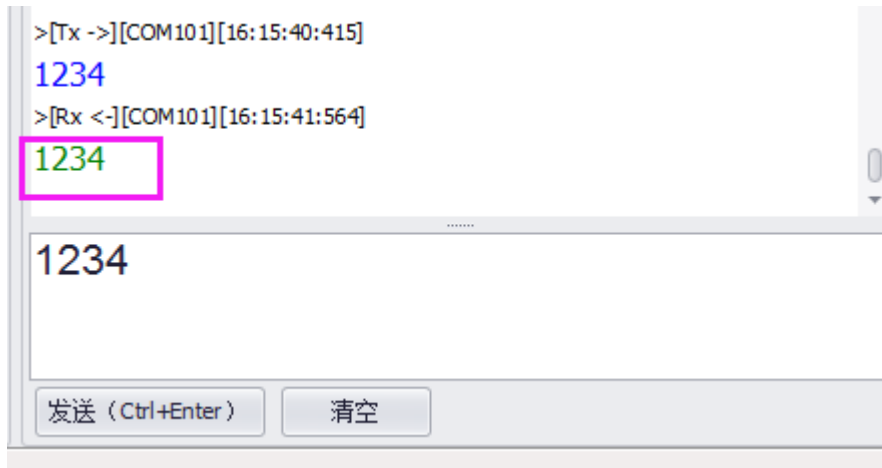 >[Tx ->][COM101][16:15:40:415]
1234
>[Rx <-][COM101][16:15:41:564]
1234
1234
发送（Ctrl+Enter）
清空